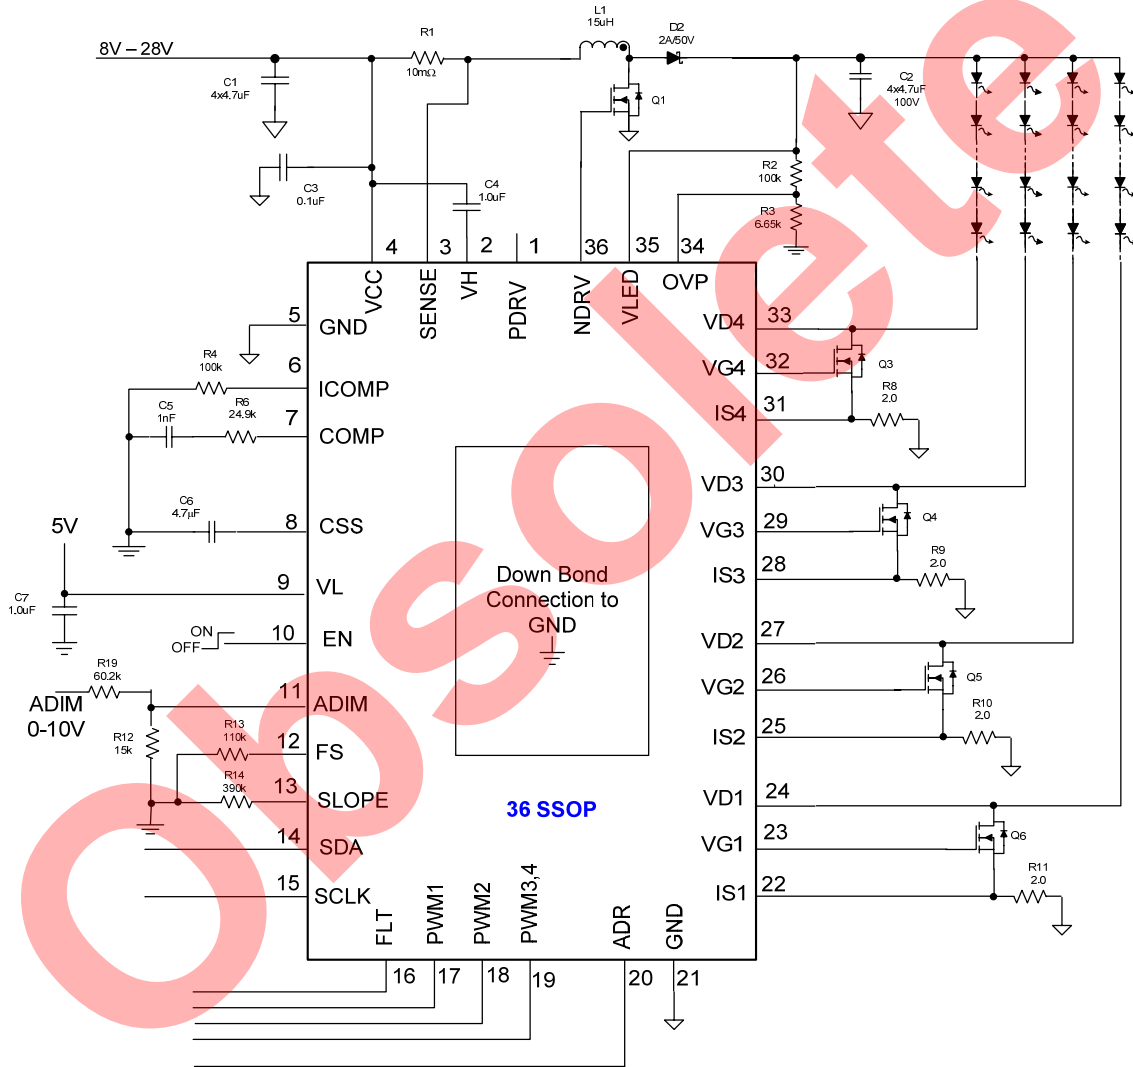 L1
15uH
D2
2A/50V
R1
10mΩ
8V – 28V
C1
4x4.7uF
Q1
C2
4x4.7uF
100V
C3
0.1uF
C4
1.0uF
R2
100k
R3
6.65k
4
3
2
1
36
35
34
VCC
SENSE
VH
PDRV
NDRV
VLED
OVP
5
GND
R4
100k
6
ICOMP
C5
1nF
R6
24.9k
7
COMP
C6
4.7µF
8
CSS
5V
9
VL
C7
1.0uF
ON
OFF
10
EN
R19
60.2k
ADIM
0-10V
11
ADIM
R12
15k
R13
110k
12
FS
R14
390k
13
SLOPE
14
SDA
15
SCLK
Down Bond
Connection to
GND
36 SSOP
VD4
33
VG4
32
Q3
IS4
31
R8
2.0
VD3
30
VG3
29
Q4
IS3
28
R9
2.0
VD2
27
VG2
26
Q5
IS2
25
R10
2.0
VD1
24
VG1
23
Q6
IS1
22
R11
2.0
FLT
PWM1
PWM2
PWM3,4
ADR
GND
16
17
18
19
20
21
Obsolete